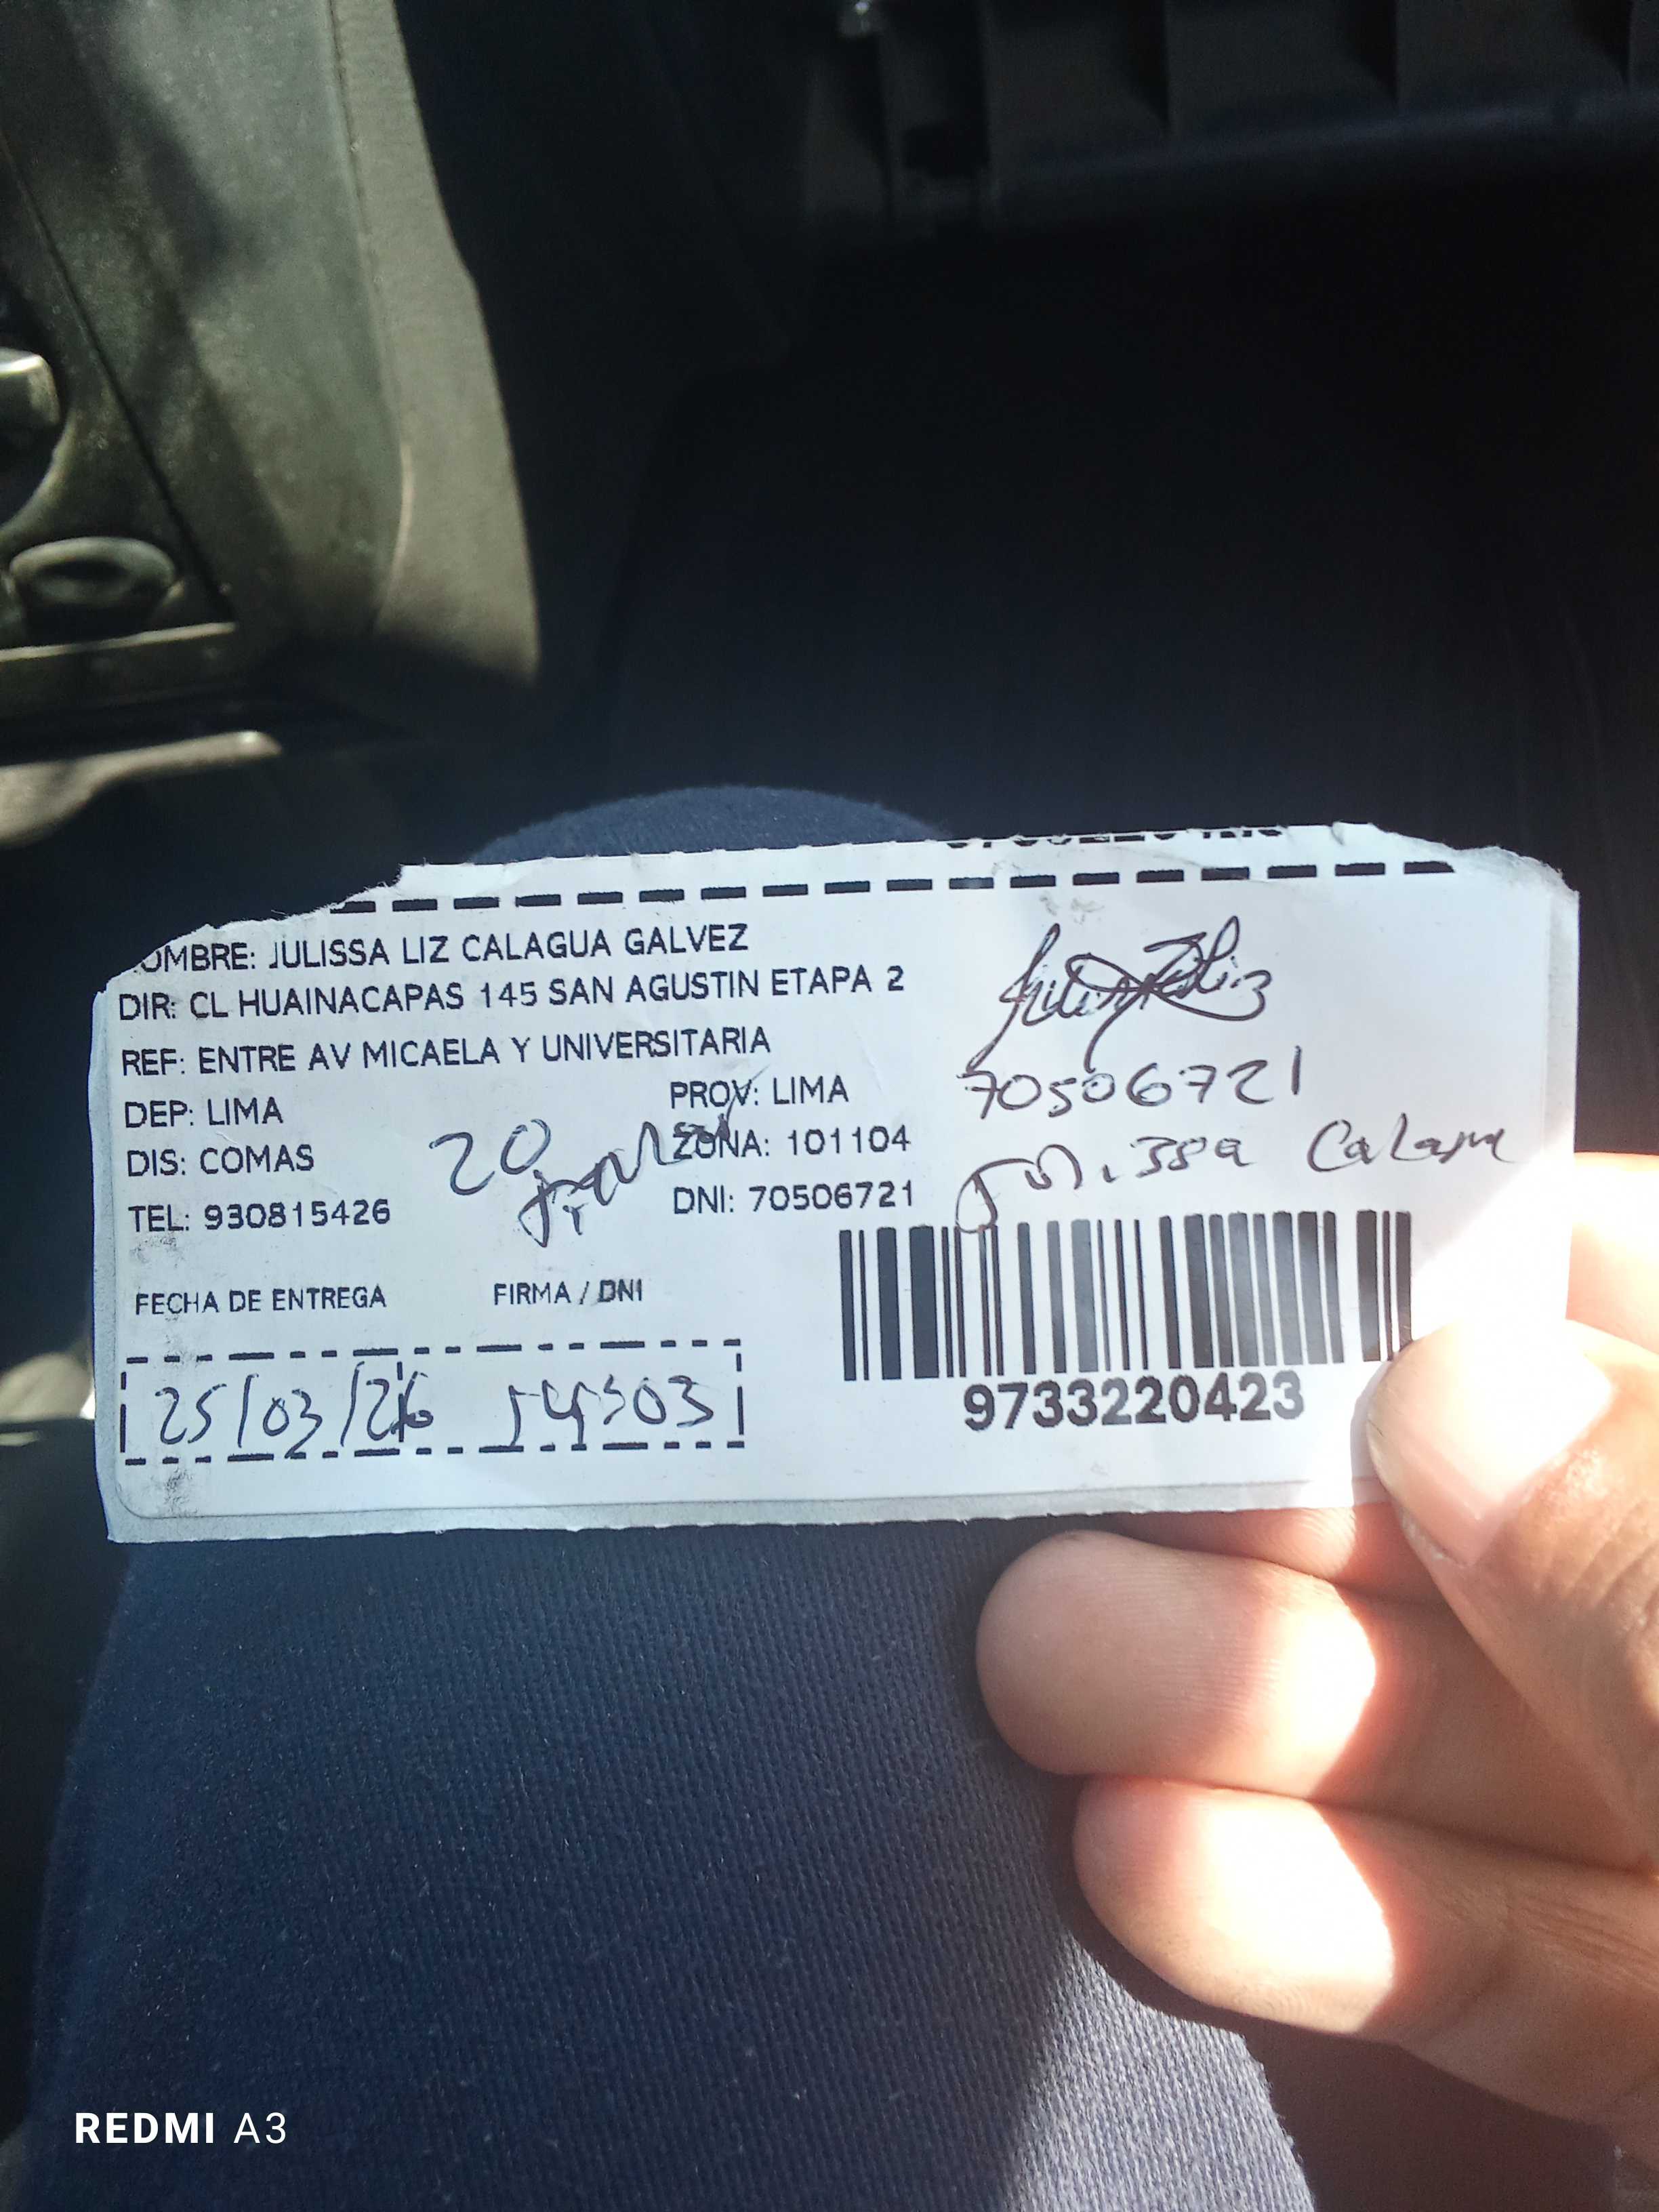 OMBRE: JULISSA LIZ CALAGUA GALVEZ
DIR: CL HUAINACAPAS 145 SAN AGUSTIN ETAPA 2
REF: ENTRE AV MICAELA Y UNIVERSITARIA
DEP: LIMA PROV: LIMA
DIS: COMAS ZONA: 101104
TEL: 930815426 DNI: 70506721
20
70506721
FECHA DE ENTREGA FIRMA / DNI
25/03/26
9733220423
REDMI A3